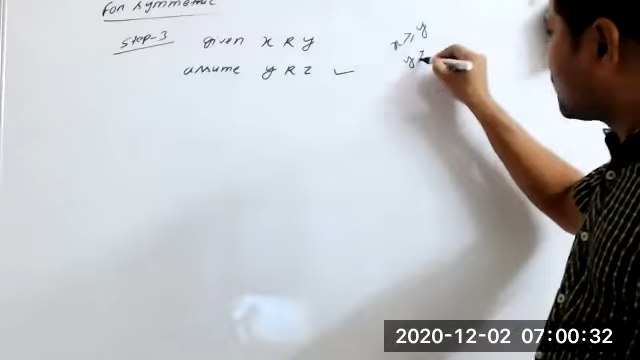 For Symmetric
Step-3 given x R y
x ≥ y
assume y R z ✓
y z
2020-12-02 07:00:32